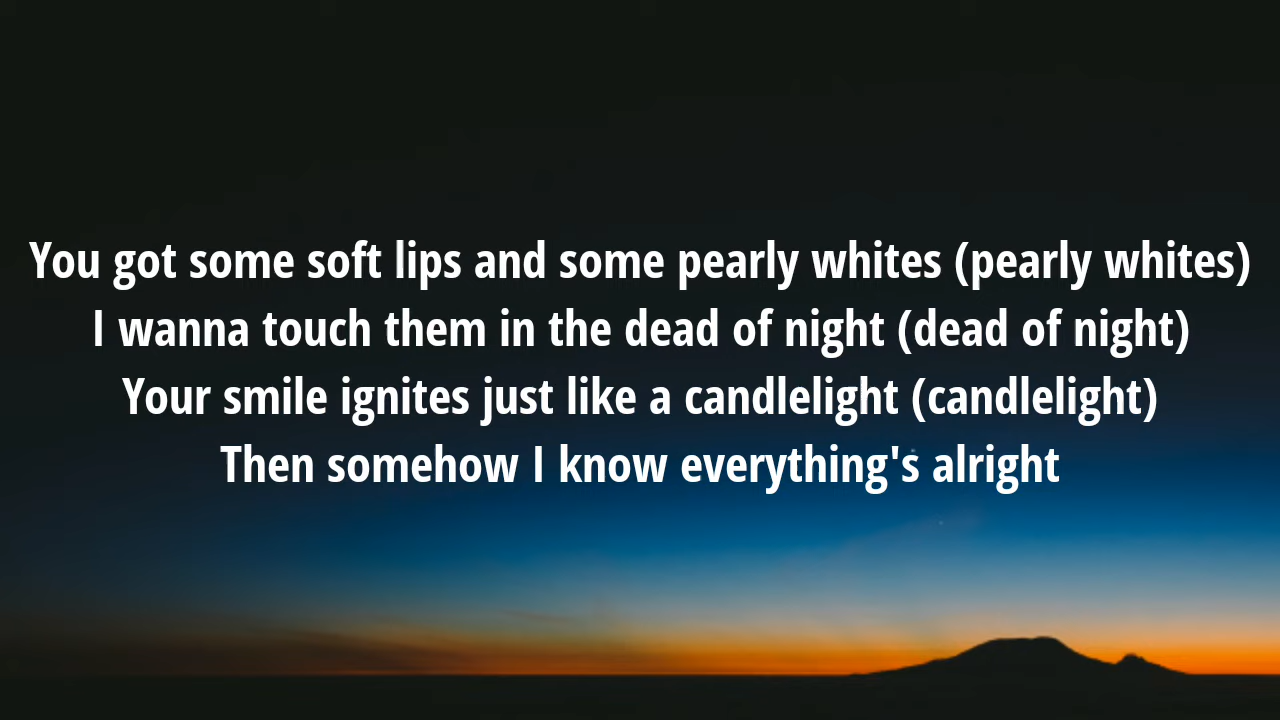 You got some soft lips and some pearly whites (pearly whites)
I wanna touch them in the dead of night (dead of night)
Your smile ignites just like a candlelight (candlelight)
Then somehow I know everything's alright